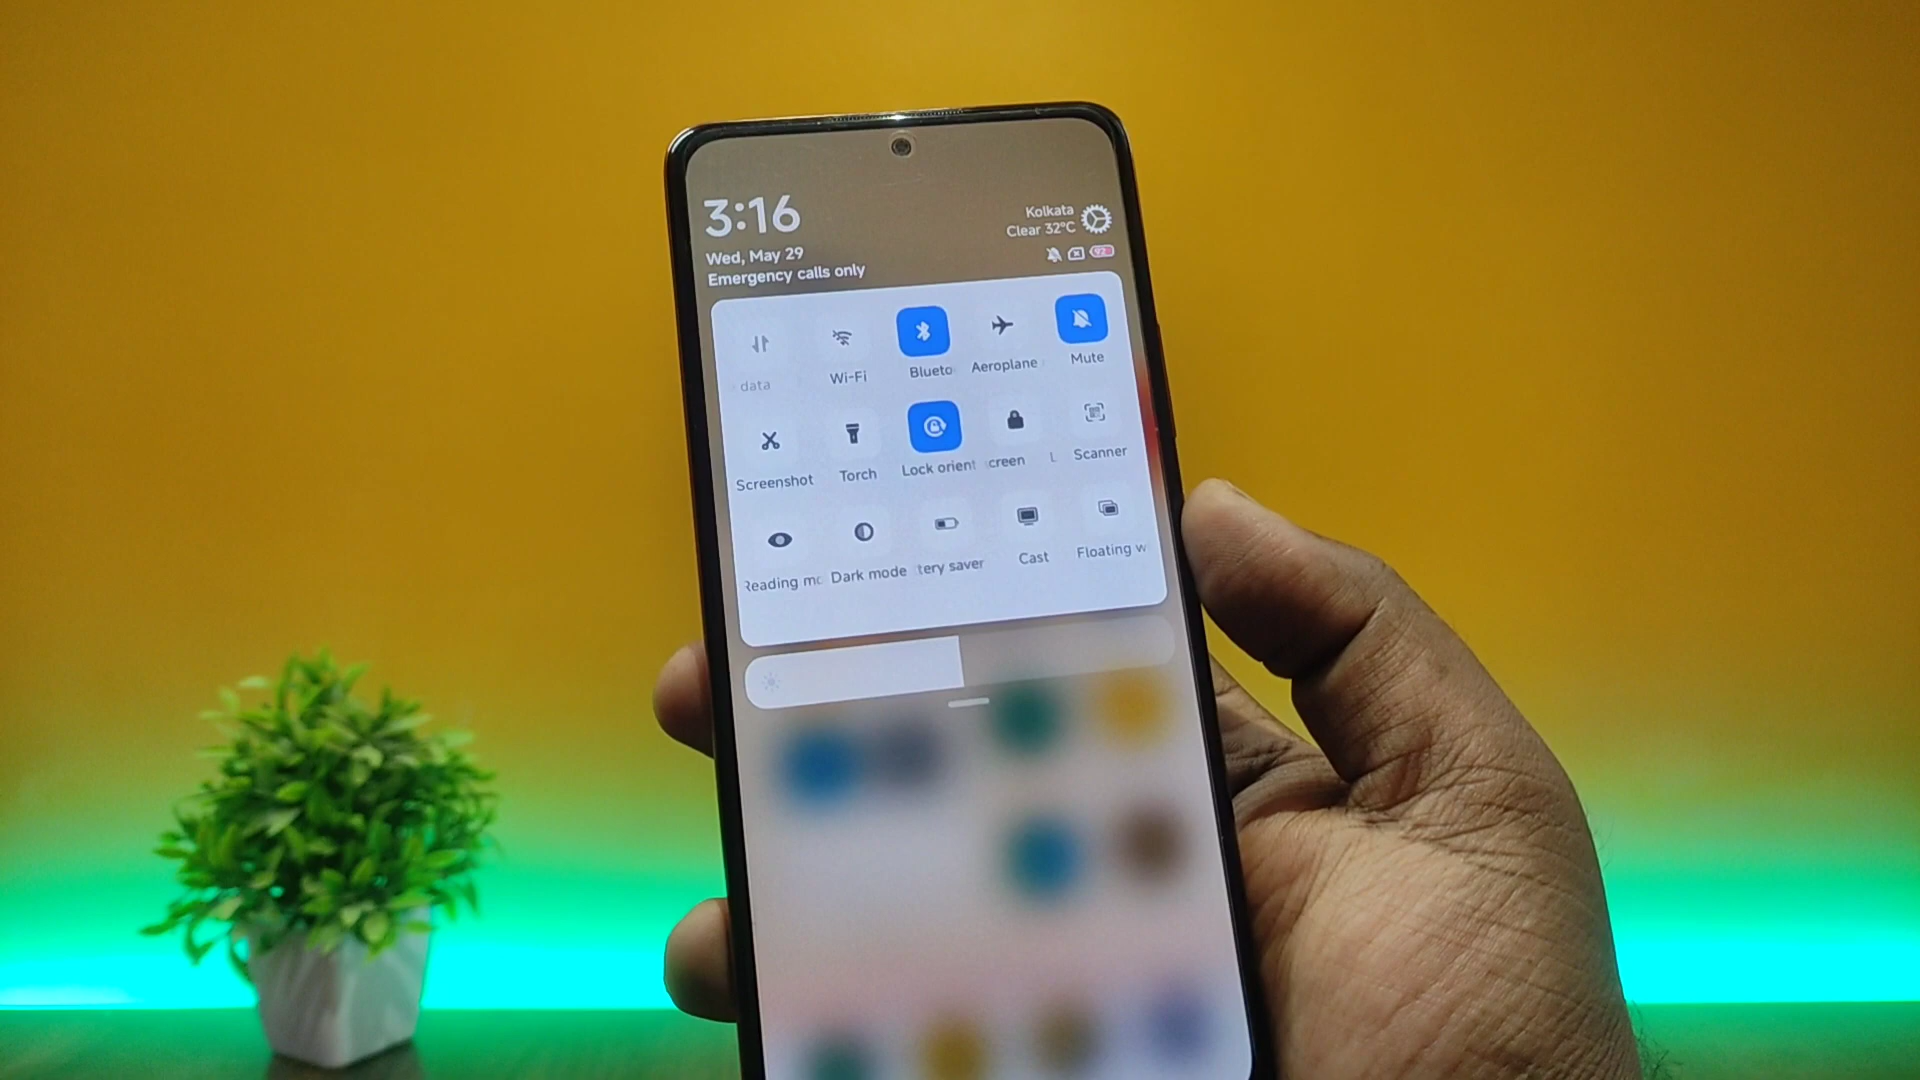 3:16
Kolkata
Clear 32°C
Wed, May 29
Emergency calls only
data
Wi-Fi
Blueto
Aeroplane
Mute
Screenshot
Torch
Lock orient
creen L
Scanner
Reading mo
Dark mode
tery saver
Cast
Floating w